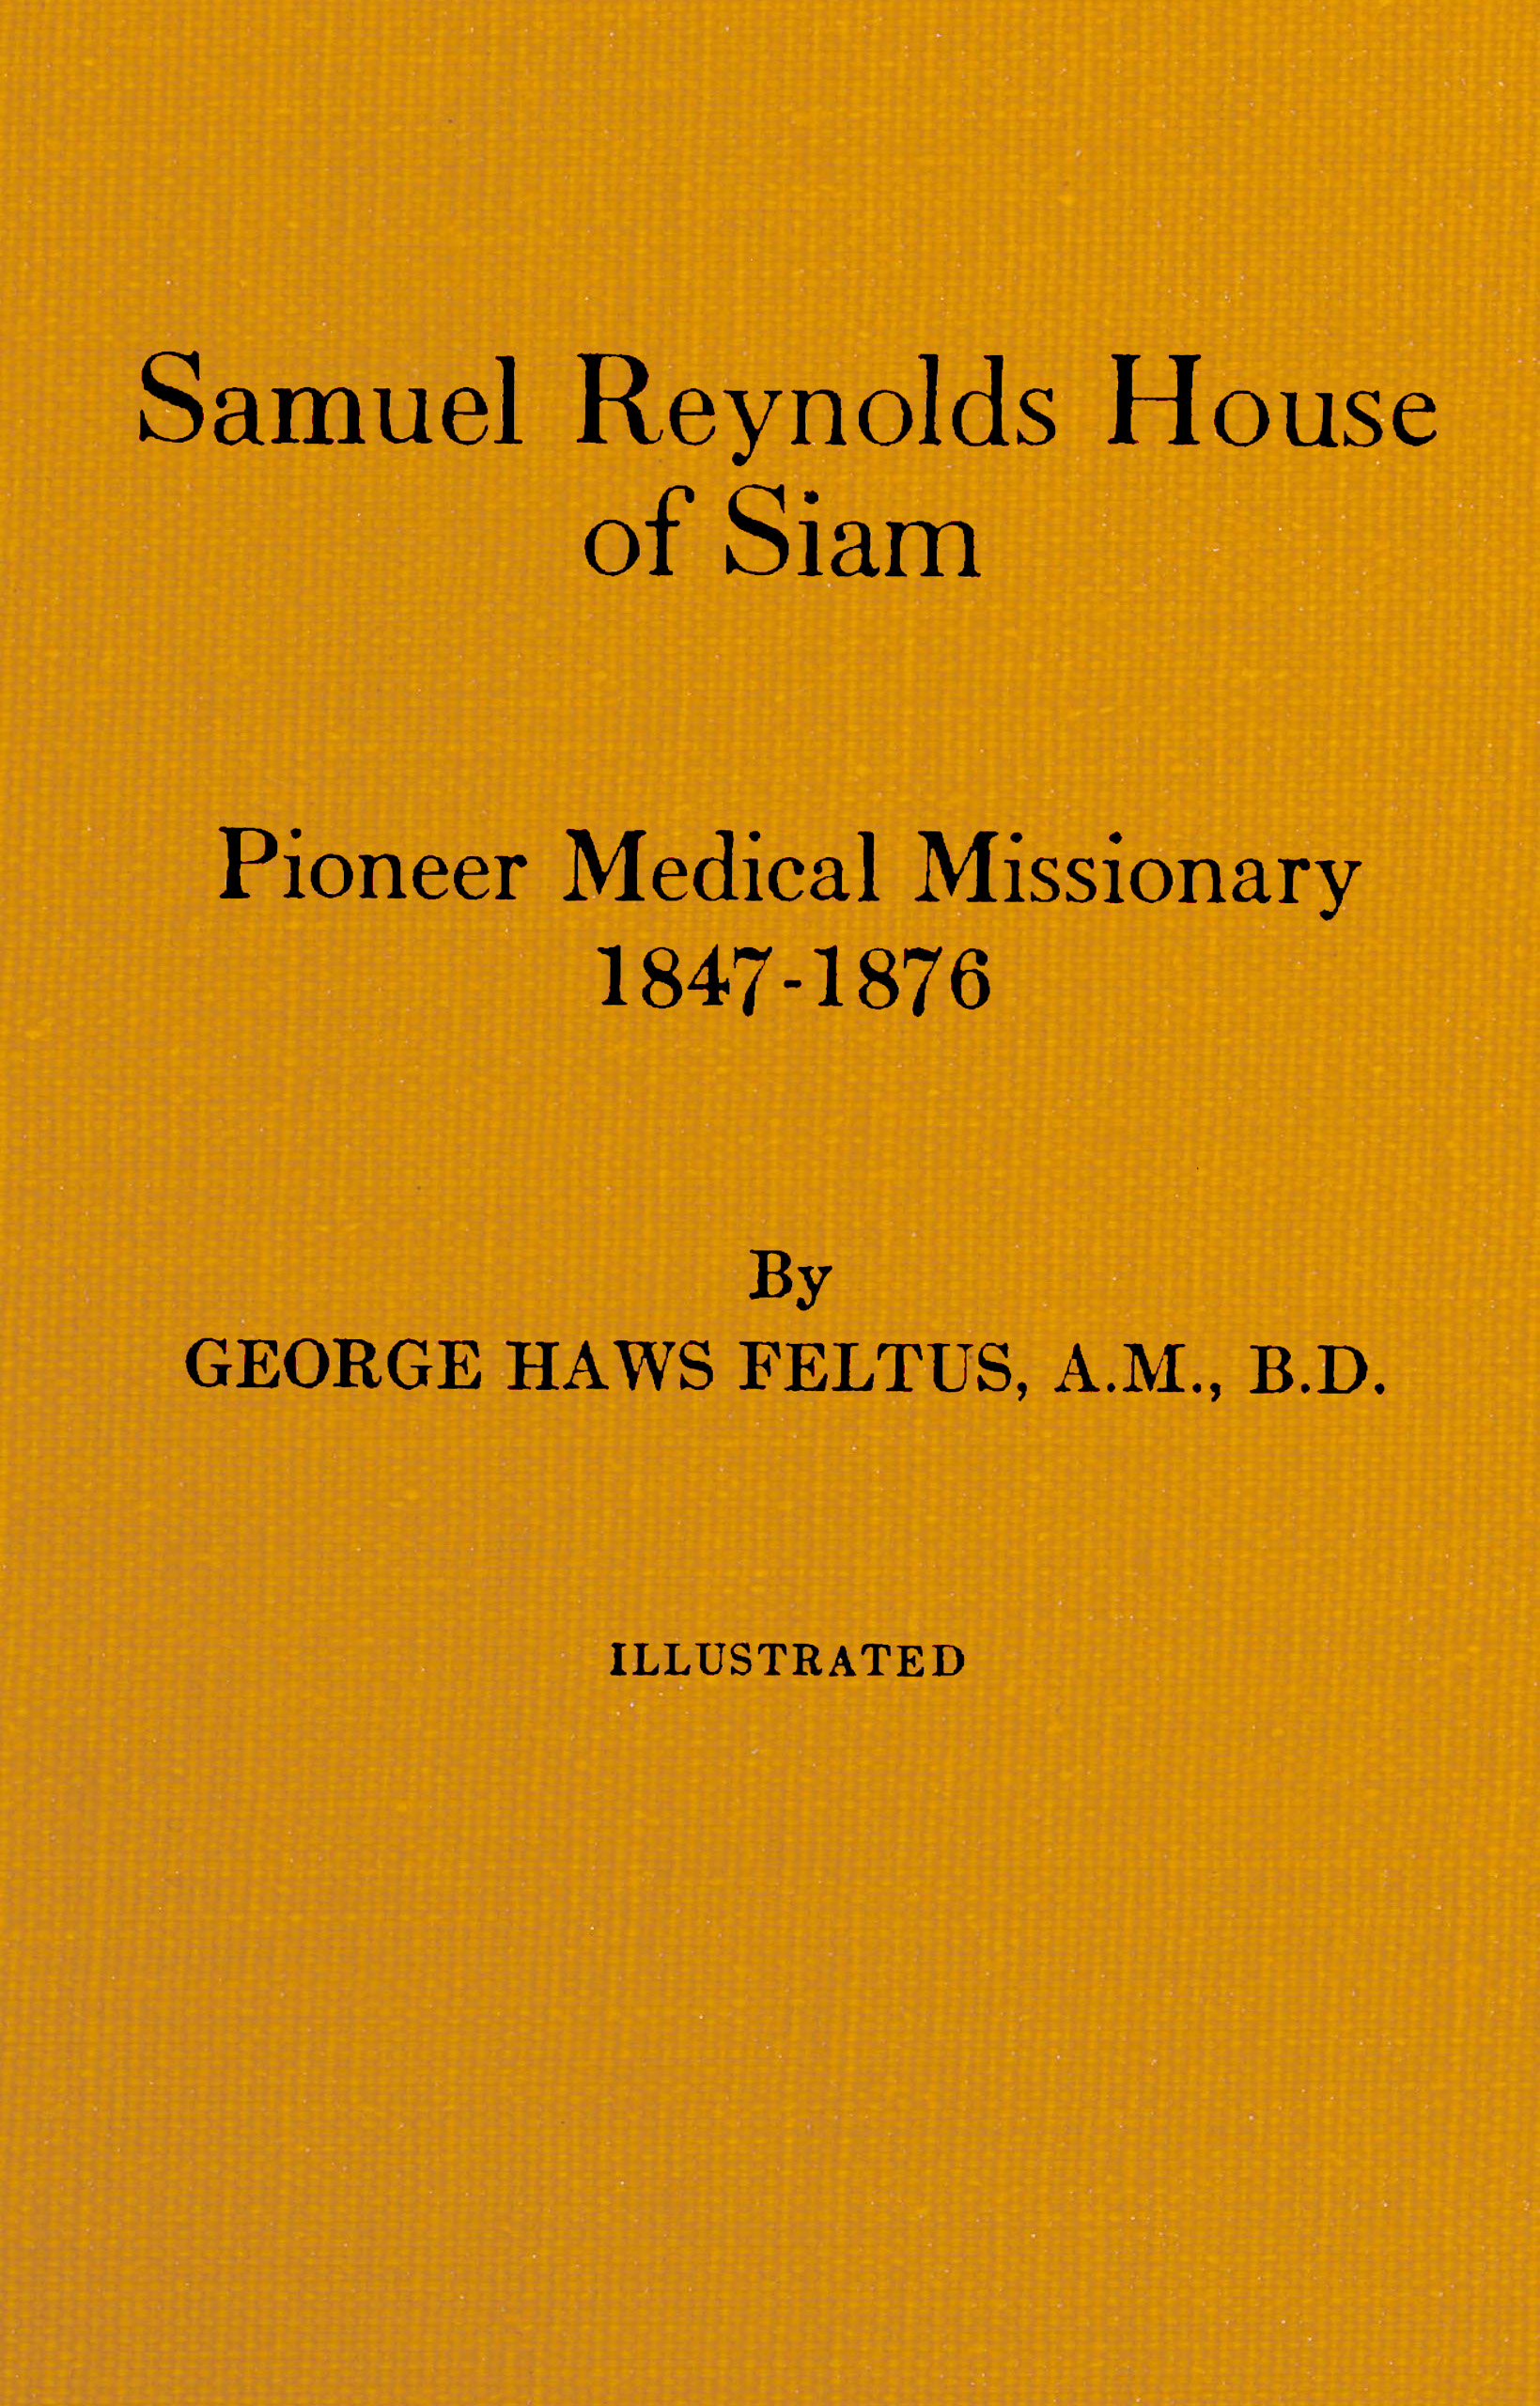 Samuel Reynolds House
of Siam
Pioneer Medical Missionary
1847-1876
By
GEORGE HAWS FELTUS, A.M., B.D.
ILLUSTRATED